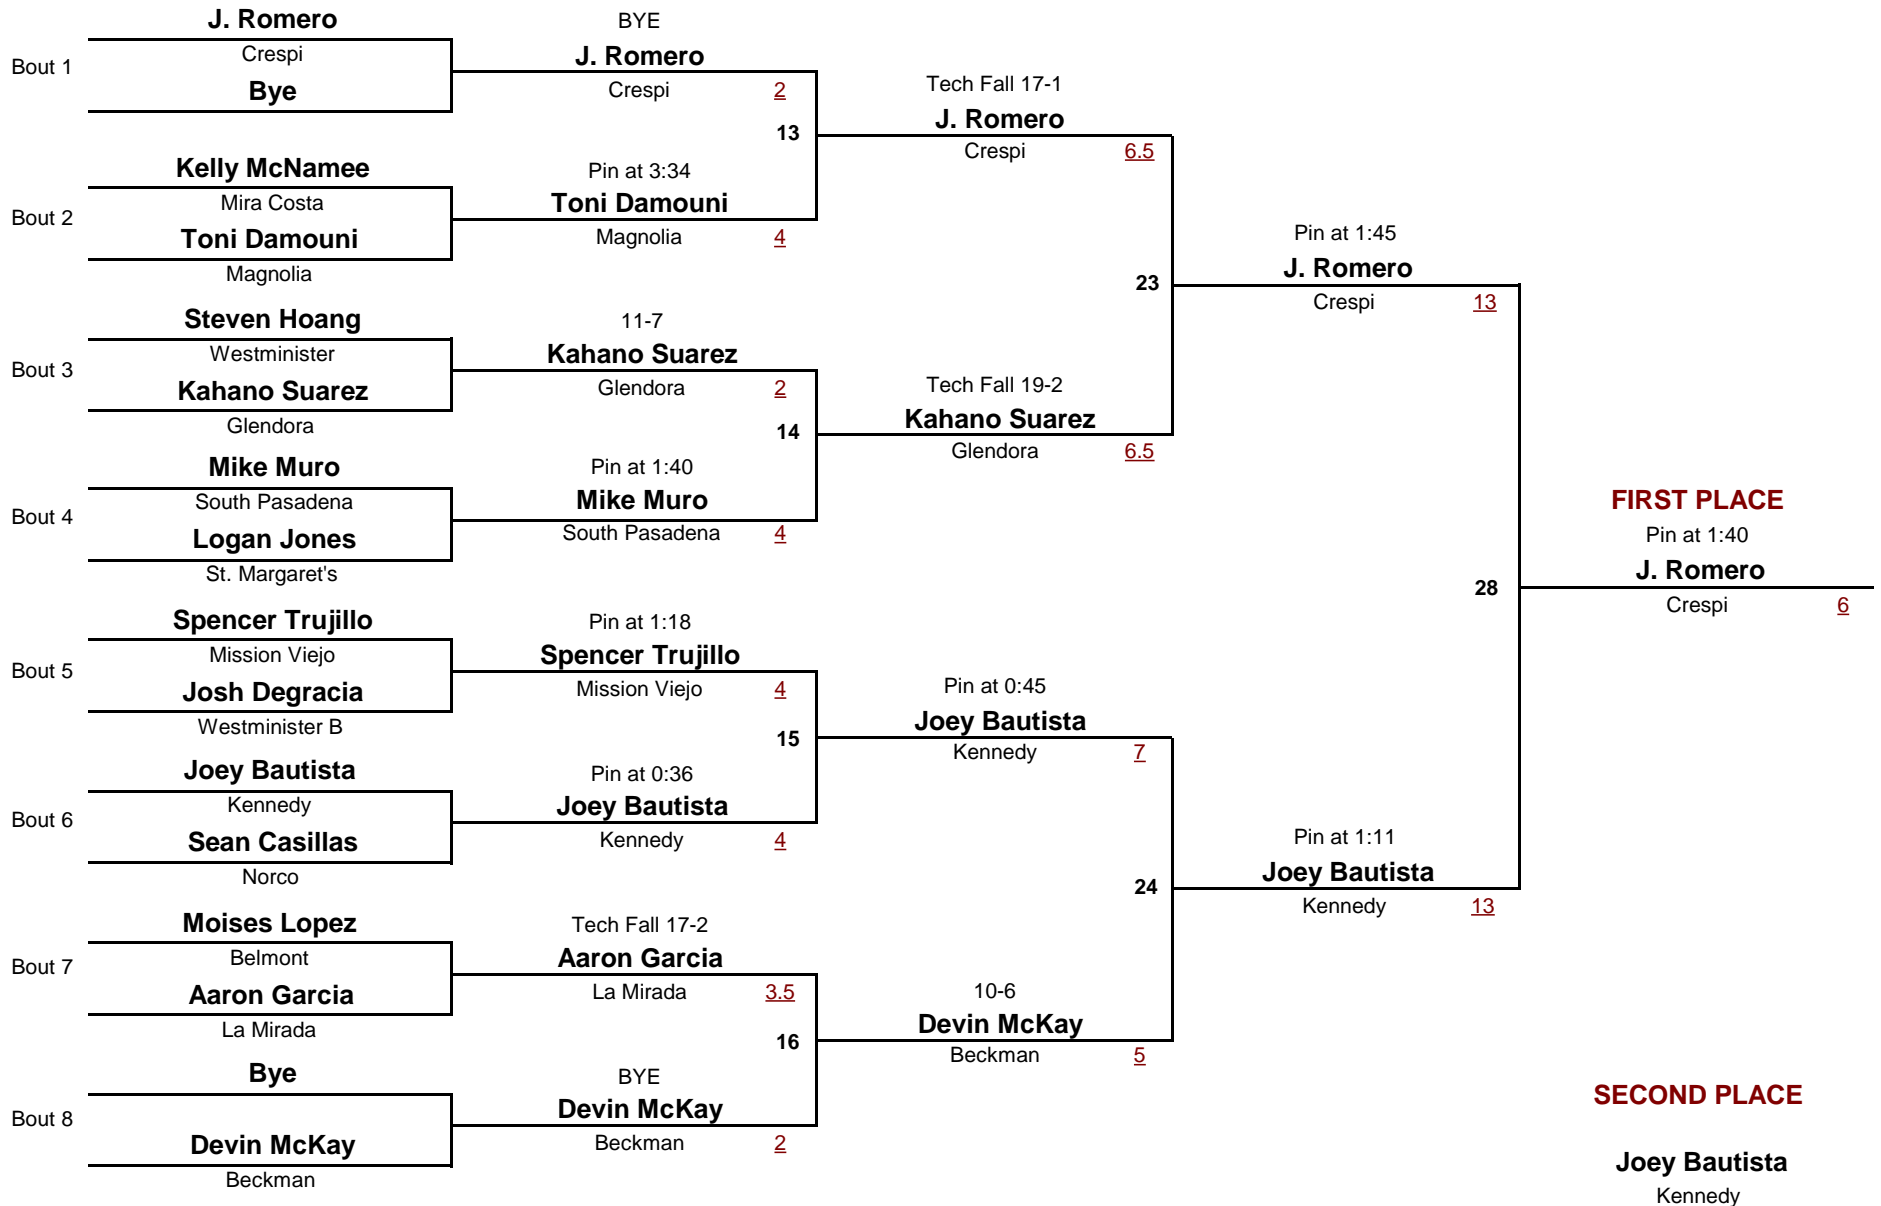 J. Romero
Crespi
Bout 1
Bye
Kelly McNamee
Mira Costa
Bout 2
Toni Damouni
Magnolia
Steven Hoang
Westminister
Bout 3
Kahano Suarez
Glendora
Mike Muro
South Pasadena
Bout 4
Logan Jones
St. Margaret's
Spencer Trujillo
Mission Viejo
Bout 5
Josh Degracia
Westminister B
Joey Bautista
Kennedy
Bout 6
Sean Casillas
Norco
Moises Lopez
Belmont
Bout 7
Aaron Garcia
La Mirada
Bye
Bout 8
Devin McKay
Beckman
BYE
J. Romero
Crespi 2
13
Pin at 3:34
Toni Damouni
Magnolia 4
11-7
Kahano Suarez
Glendora 2
14
Pin at 1:40
Mike Muro
South Pasadena 4
Pin at 1:18
Spencer Trujillo
Mission Viejo 4
15
Pin at 0:36
Joey Bautista
Kennedy 4
Tech Fall 17-2
Aaron Garcia
La Mirada 3.5
16
BYE
Devin McKay
Beckman 2
Tech Fall 17-1
J. Romero
Crespi 6.5
23
Tech Fall 19-2
Kahano Suarez
Glendora 6.5
Pin at 0:45
Joey Bautista
Kennedy 7
24
10-6
Devin McKay
Beckman 5
Pin at 1:45
J. Romero
Crespi 13
28
Pin at 1:11
Joey Bautista
Kennedy 13
FIRST PLACE
Pin at 1:40
J. Romero
Crespi 6
SECOND PLACE
Joey Bautista
Kennedy